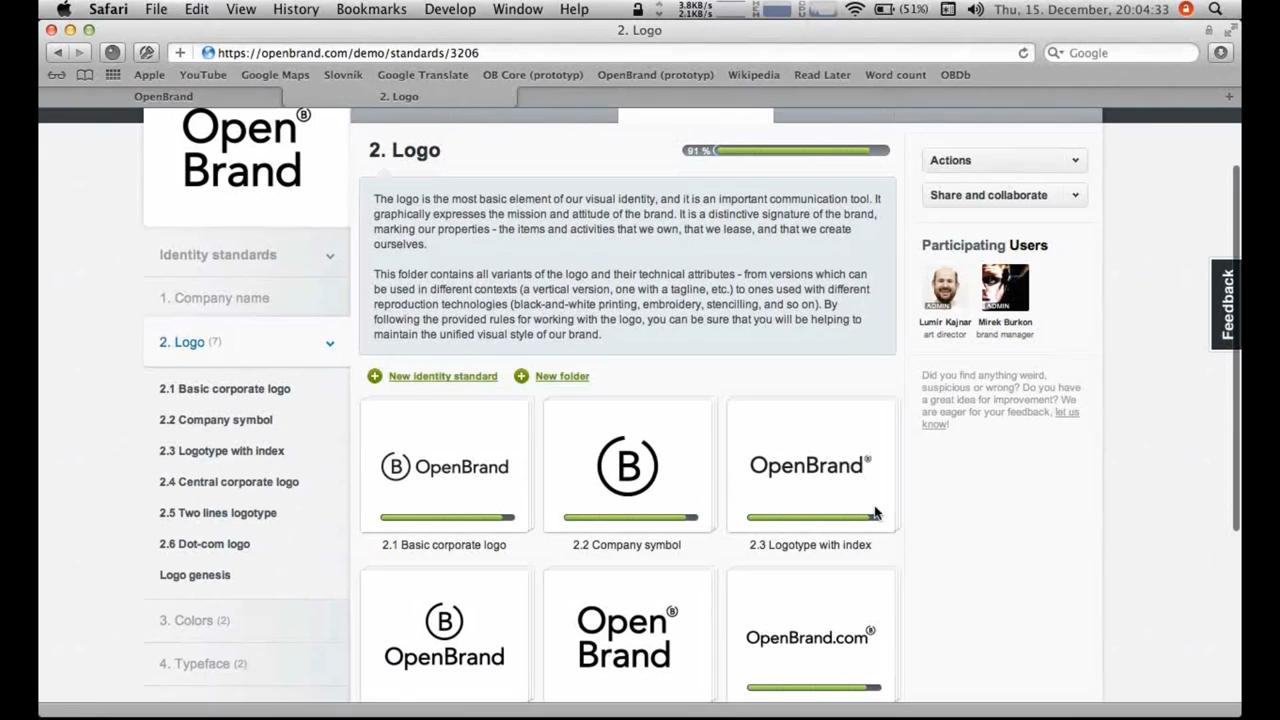 Safari File Edit View History Bookmarks Develop Window Help 3.8KB/s 2.1KB/s (51%) Thu, 15. December, 20:04:33
2. Logo
https://openbrand.com/demo/standards/3206
Google
Apple YouTube Google Maps Slovnik Google Translate OB Core (prototyp) OpenBrand (prototyp) Wikipedia Read Later Word count OBDb
OpenBrand 2. Logo
Open B
Brand
Identity standards
1. Company name
2. Logo (7)
2.1 Basic corporate logo
2.2 Company symbol
2.3 Logotype with index
2.4 Central corporate logo
2.5 Two lines logotype
2.6 Dot-com logo
Logo genesis
3. Colors (2)
4. Typeface (2)
2. Logo 91 %
The logo is the most basic element of our visual identity, and it is an important communication tool. It
graphically expresses the mission and attitude of the brand. It is a distinctive signature of the brand,
marking our properties - the items and activities that we own, that we lease, and that we create
ourselves.
This folder contains all variants of the logo and their technical attributes - from versions which can
be used in different contexts (a vertical version, one with a tagline, etc.) to ones used with different
reproduction technologies (black-and-white printing, embroidery, stencilling, and so on). By
following the provided rules for working with the logo, you can be sure that you will be helping to
maintain the unified visual style of our brand.
New identity standard New folder
B OpenBrand
B
OpenBrand B
2.1 Basic corporate logo 2.2 Company symbol 2.3 Logotype with index
B
OpenBrand
Open B
Brand
OpenBrand.com B
Actions
Share and collaborate
Participating Users
ADMIN ADMIN
Lumír Kajnar Mirek Burkon
art director brand manager
Did you find anything weird,
suspicious or wrong? Do you have
a great idea for improvement? We
are eager for your feedback, let us
know!
Feedback